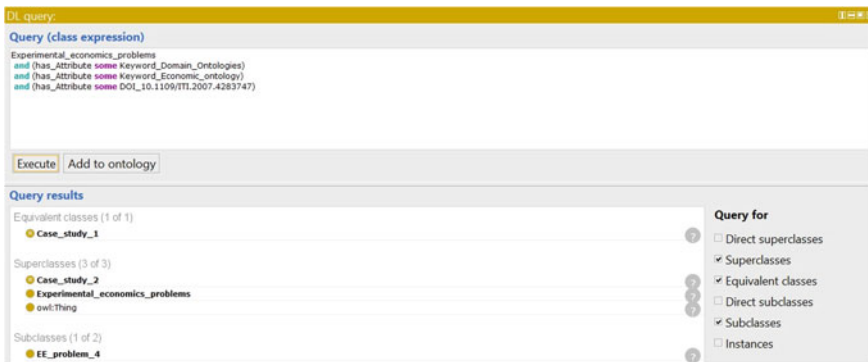 DL query:
Query (class expression)
Experimental_economics_problems
and (has_Attribute some Keyword_Domain_Ontologies)
and (has_Attribute some Keyword_Economic_ontology)
and (has_Attribute some DOI_10.1109/ITI.2007.4283747)
Execute Add to ontology
Query results
Equivalent classes (1 of 1)
Case_study_1
?
Superclasses (3 of 3)
Case_study_2
?
Experimental_economics_problems
?
owl:Thing
?
Subclasses (1 of 2)
EE_problem_4
?
Query for
Direct superclasses
Superclasses
Equivalent classes
Direct subclasses
Subclasses
Instances